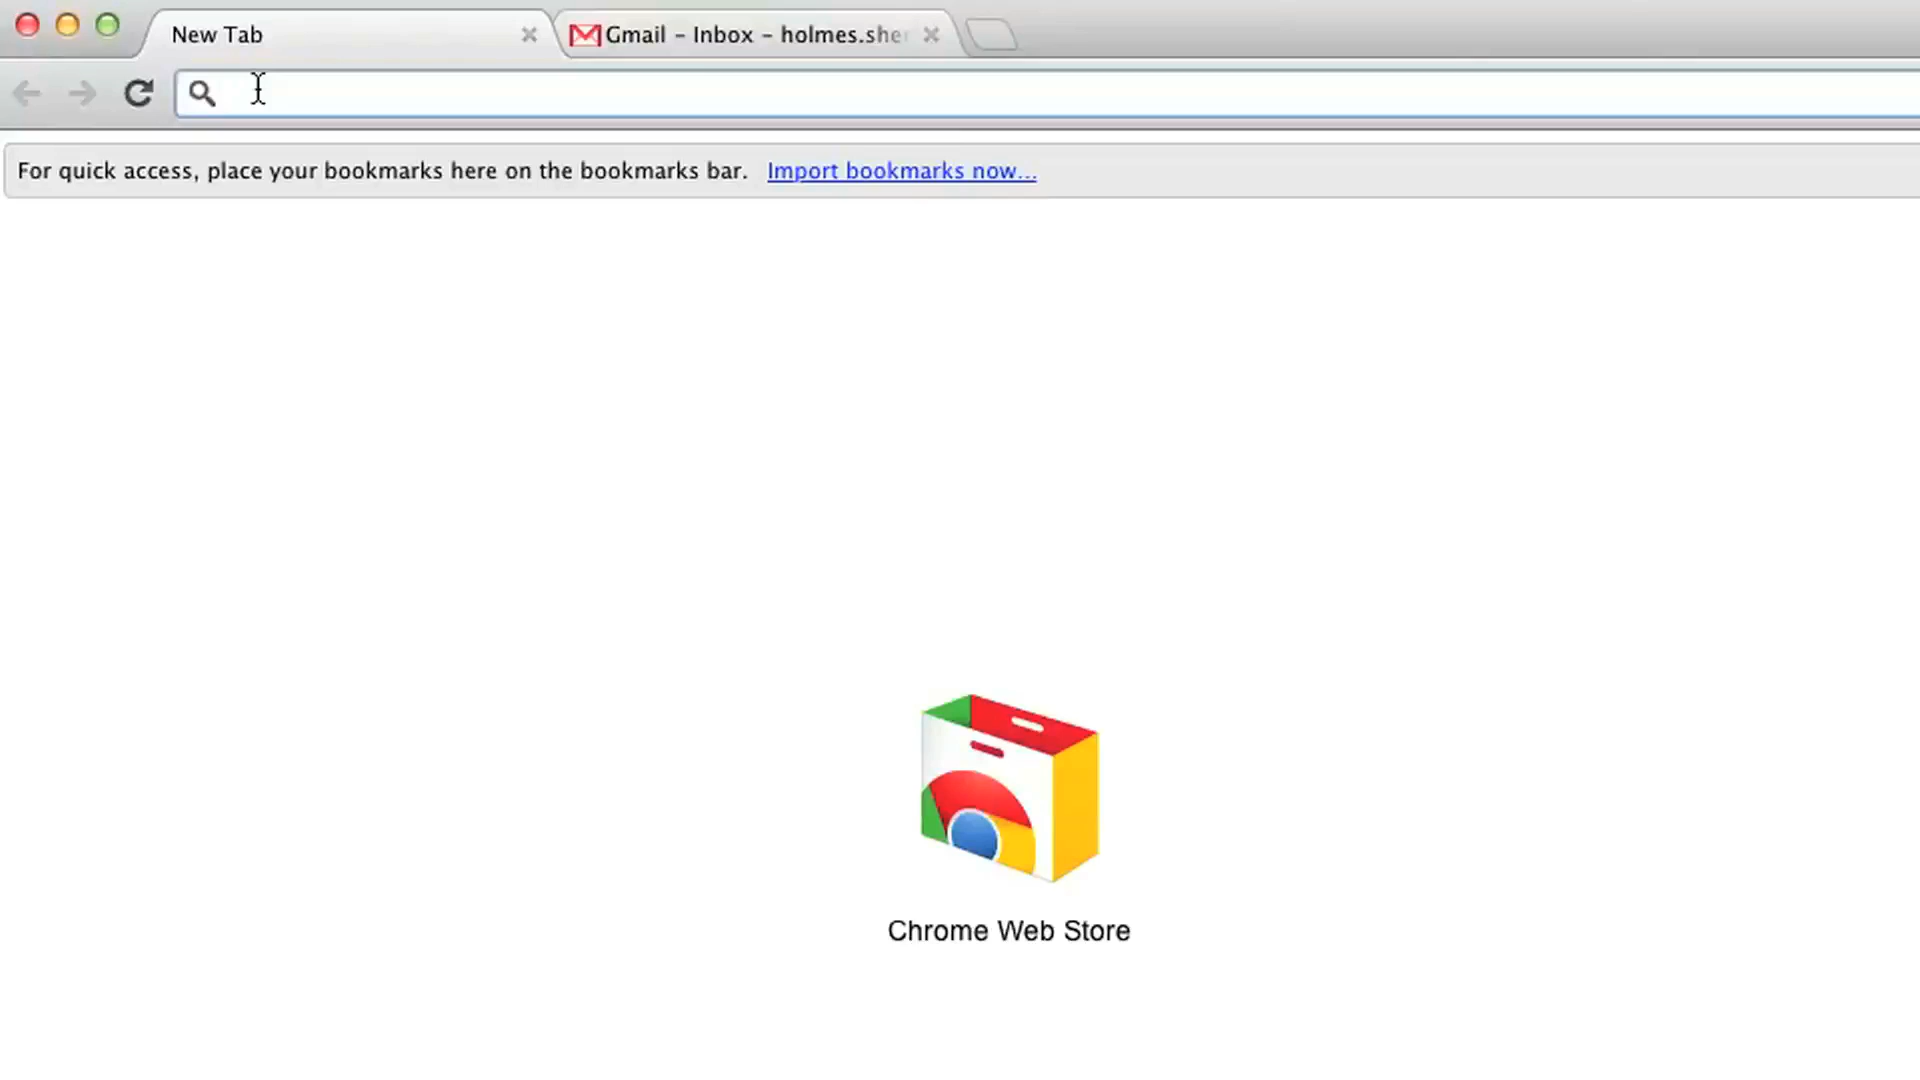 New Tab
Gmail - Inbox - holmes.she
For quick access, place your bookmarks here on the bookmarks bar. Import bookmarks now...
Chrome Web Store